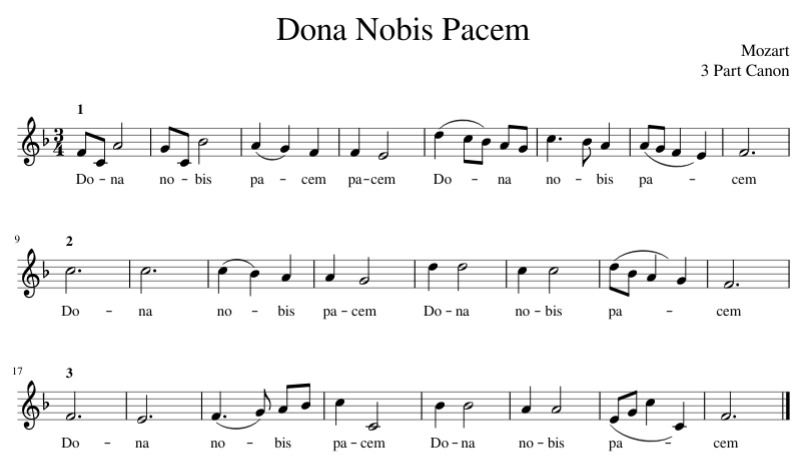 Dona Nobis Pacem
Mozart
3 Part Canon
1
3
4
Do - na no - bis pa - cem pa - cem Do - na no - bis pa - cem
9
2
Do - na no - bis pa - cem Do - na no - bis pa - cem
17
3
Do - na no - bis pa - cem Do - na no - bis pa - cem